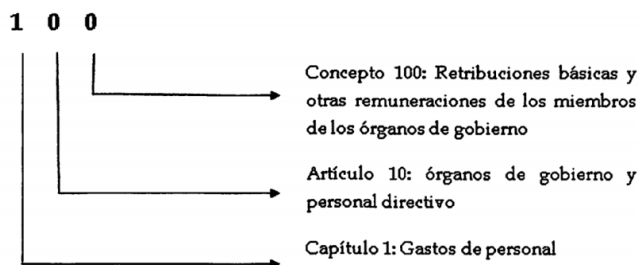 1 0 0
Concepto 100: Retribuciones básicas y
otras remuneraciones de los miembros
de los órganos de gobierno
Artículo 10: órganos de gobierno y
personal directivo
Capítulo 1: Gastos de personal